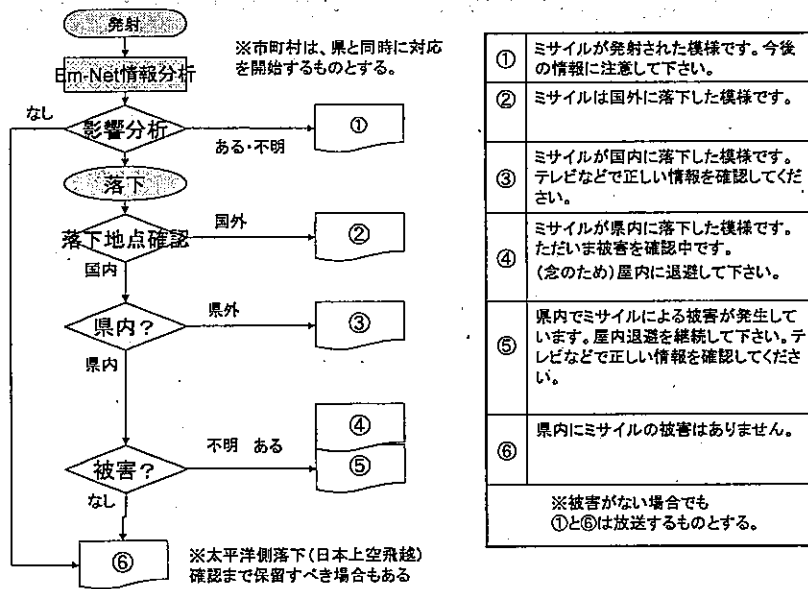 発射
Em-Net情報分析
※市町村は、県と同時に対応
を開始するものとする。
なし
影響分析
ある・不明
①
落下
落下地点確認
国外
②
国内
県内？
県外
③
県内
④
被害？
不明 ある
⑤
なし
⑥
※太平洋側落下(日本上空飛越)
確認まで保留すべき場合もある
① ミサイルが発射された模様です。今後
の情報に注意して下さい。
② ミサイルは国外に落下した模様です。
③ ミサイルが国内に落下した模様です。
テレビなどで正しい情報を確認してくだ
さい。
④ ミサイルが県内に落下した模様です。
ただいま被害を確認中です。
(念のため)屋内に退避して下さい。
⑤ 県内でミサイルによる被害が発生して
います。屋内退避を継続して下さい。テ
レビなどで正しい情報を確認してくださ
い。
⑥ 県内にミサイルの被害はありません。
※被害がない場合でも
①と⑥は放送するものとする。